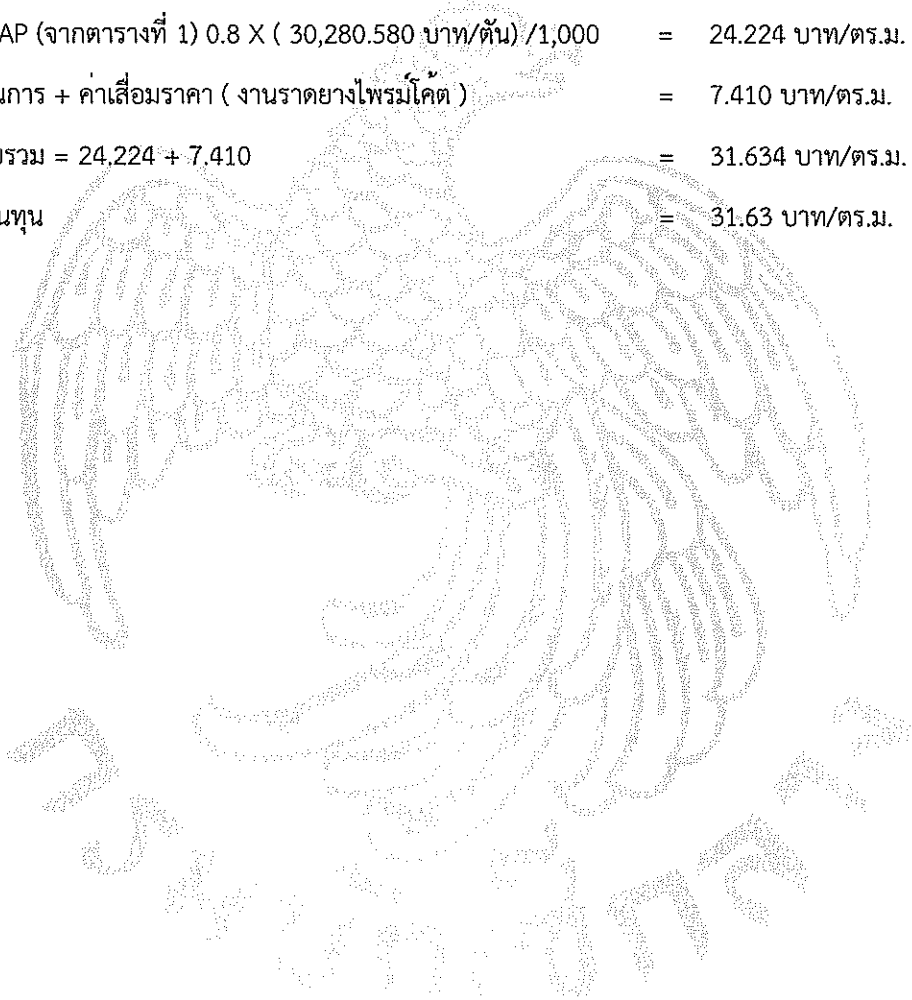 AP (จากตารางที่ 1) 0.8 X ( 30,280.580 บาท/ตัน) /1,000 = 24.224 บาท/ตร.ม.
นการ + ค่าเสื่อมราคา ( งานราดยางไพรม์โค้ต ) = 7.410 บาท/ตร.ม.
รวม = 24.224 + 7.410 = 31.634 บาท/ตร.ม.
นทุน = 31.63 บาท/ตร.ม.